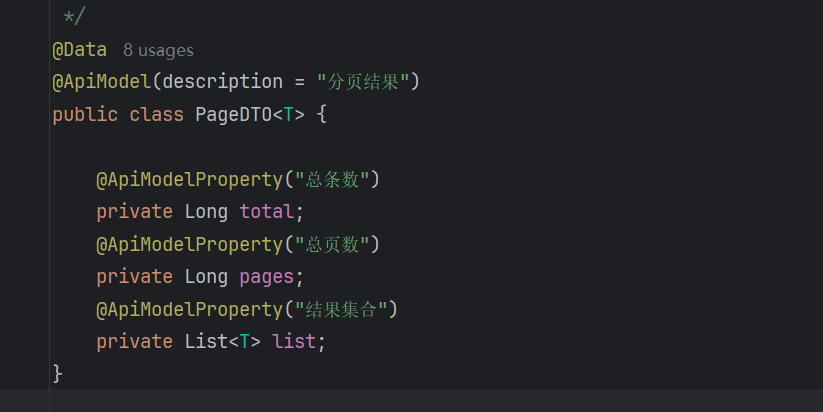 */
@Data 8 usages
@ApiModel(description = "分页结果")
public class PageDTO<T> {
@ApiModelProperty("总条数")
private Long total;
@ApiModelProperty("总页数")
private Long pages;
@ApiModelProperty("结果集合")
private List<T> list;
}